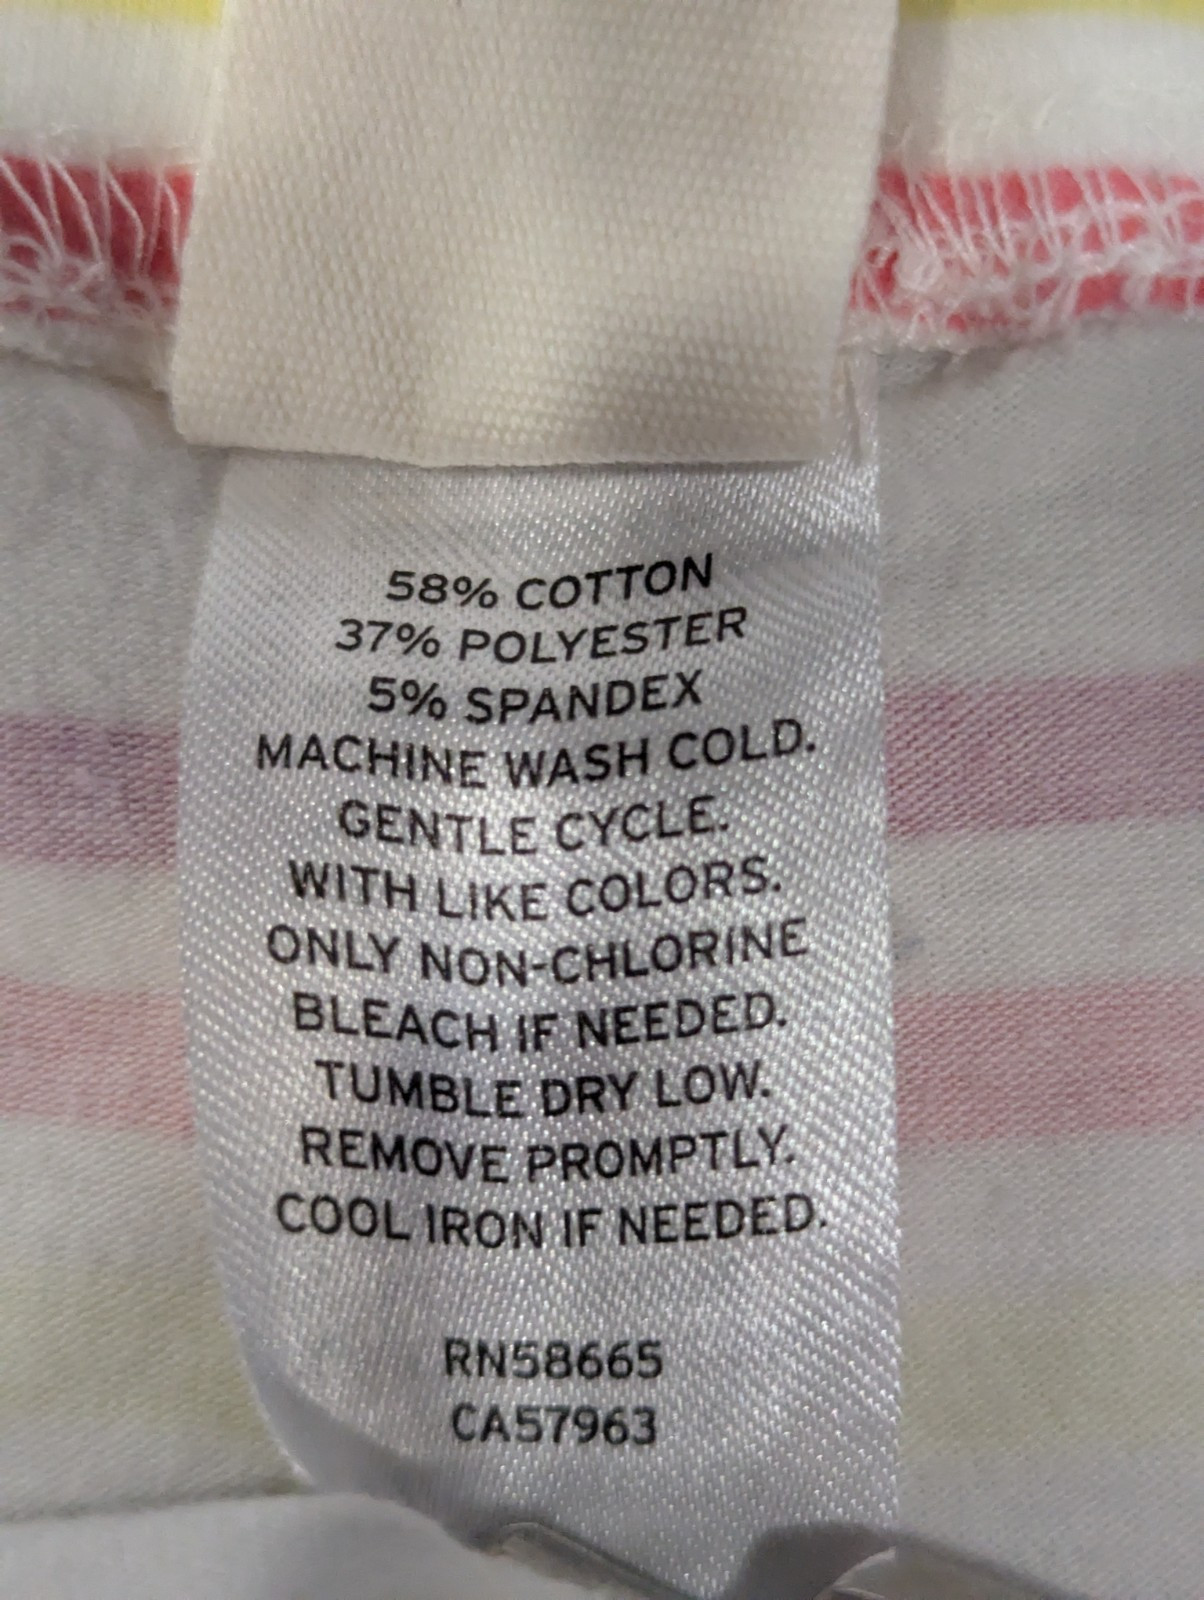 58% COTTON
37% POLYESTER
5% SPANDEX
MACHINE WASH COLD.
GENTLE CYCLE.
WITH LIKE COLORS.
ONLY NON-CHLORINE
BLEACH IF NEEDED.
TUMBLE DRY LOW.
REMOVE PROMPTLY.
COOL IRON IF NEEDED.
RN58665
CA57963